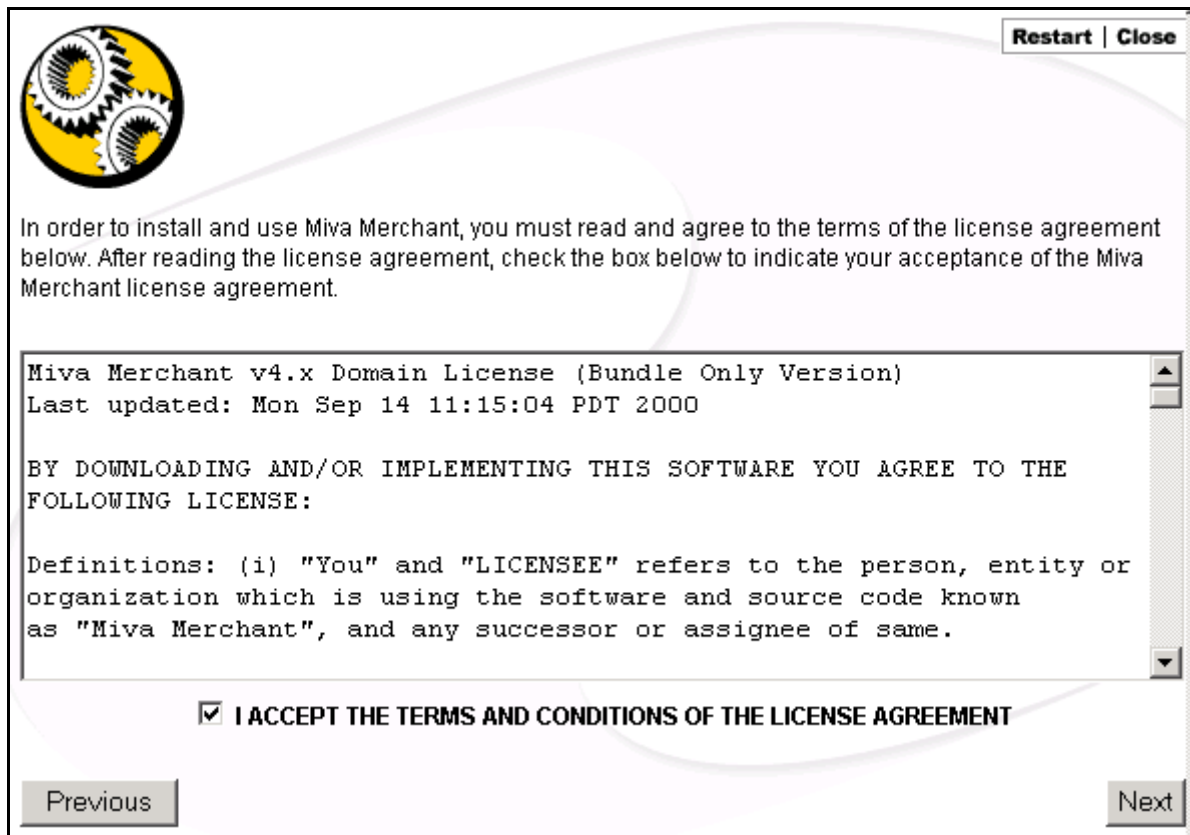 Restart | Close
In order to install and use Miva Merchant, you must read and agree to the terms of the license agreement
below. After reading the license agreement, check the box below to indicate your acceptance of the Miva
Merchant license agreement.
Miva Merchant v4.x Domain License (Bundle Only Version)
Last updated: Mon Sep 14 11:15:04 PDT 2000
BY DOWNLOADING AND/OR IMPLEMENTING THIS SOFTWARE YOU AGREE TO THE
FOLLOWING LICENSE:
Definitions: (i) "You" and "LICENSEE" refers to the person, entity or
organization which is using the software and source code known
as "Miva Merchant", and any successor or assignee of same.
I ACCEPT THE TERMS AND CONDITIONS OF THE LICENSE AGREEMENT
Previous
Next